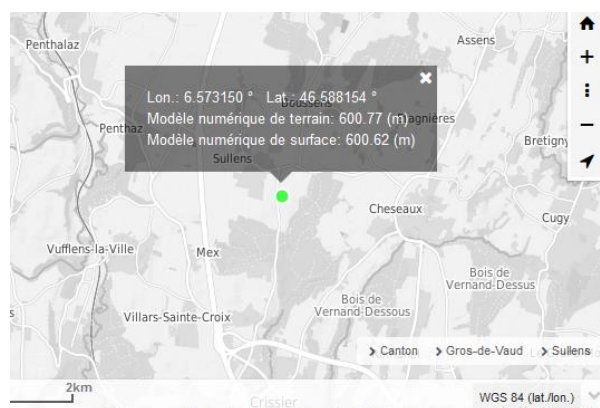 Penthalaz
Assens
Lon.: 6.573150 ° Lat.: 46.588154 °
Boussens
Modèle numérique de terrain: 600.77 (m)
Modèle numérique de surface: 600.62 (m)
Penthaz
Bretigny
Sullens
Cheseaux
Cugy
Vufflens-la-Ville
Mex
Bois de
Vernand-Dessus
Bois de
Vernand-Dessous
Villars-Sainte-Croix
Canton Gros-de-Vaud Sullens
2km
Crissier
WGS 84 (lat./lon.)